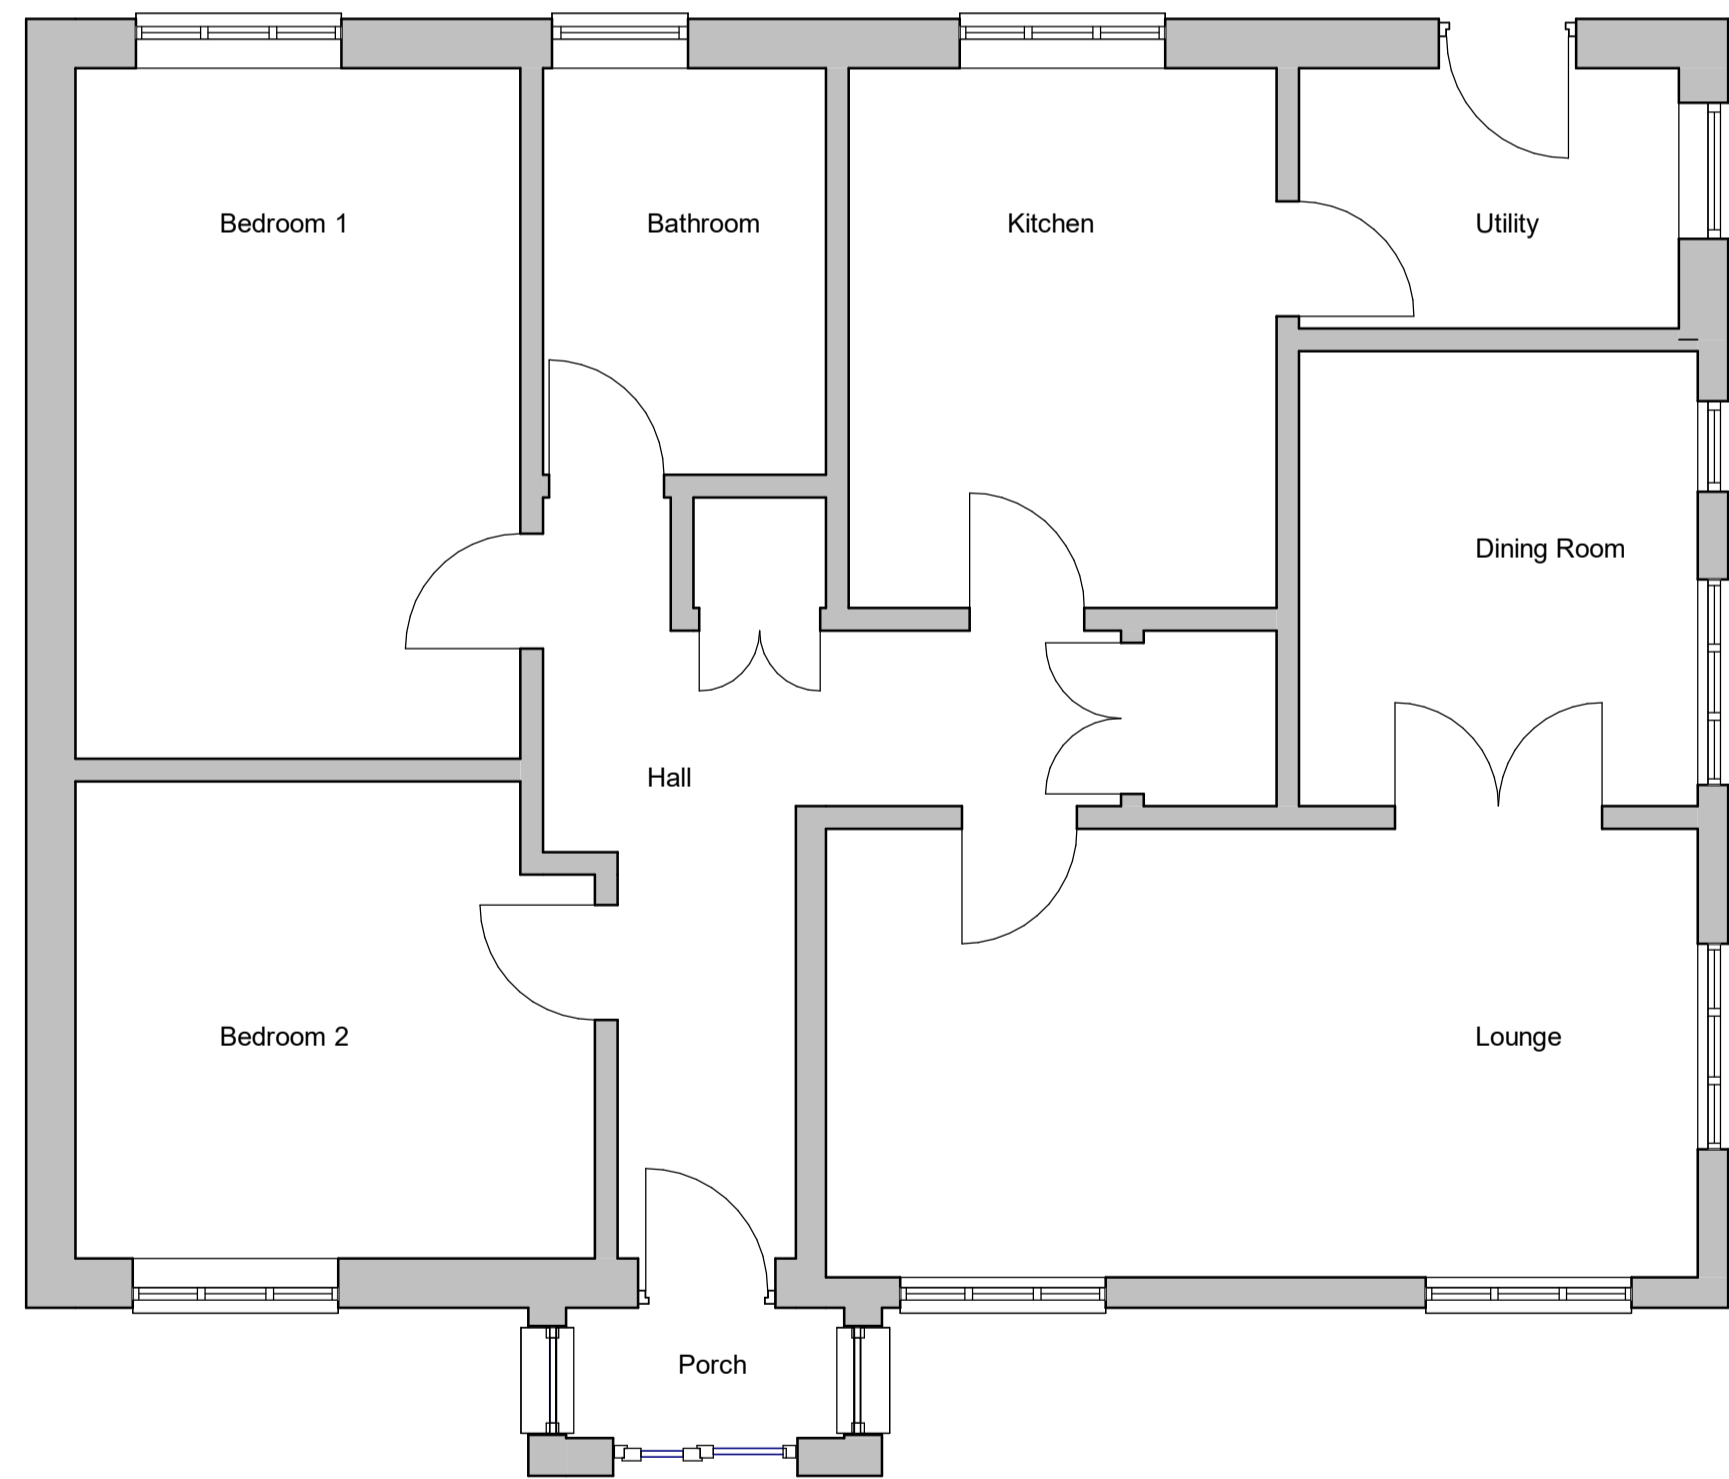 Bedroom 1
Bathroom
Kitchen
Utility
Dining Room
Hall
Bedroom 2
Lounge
Porch